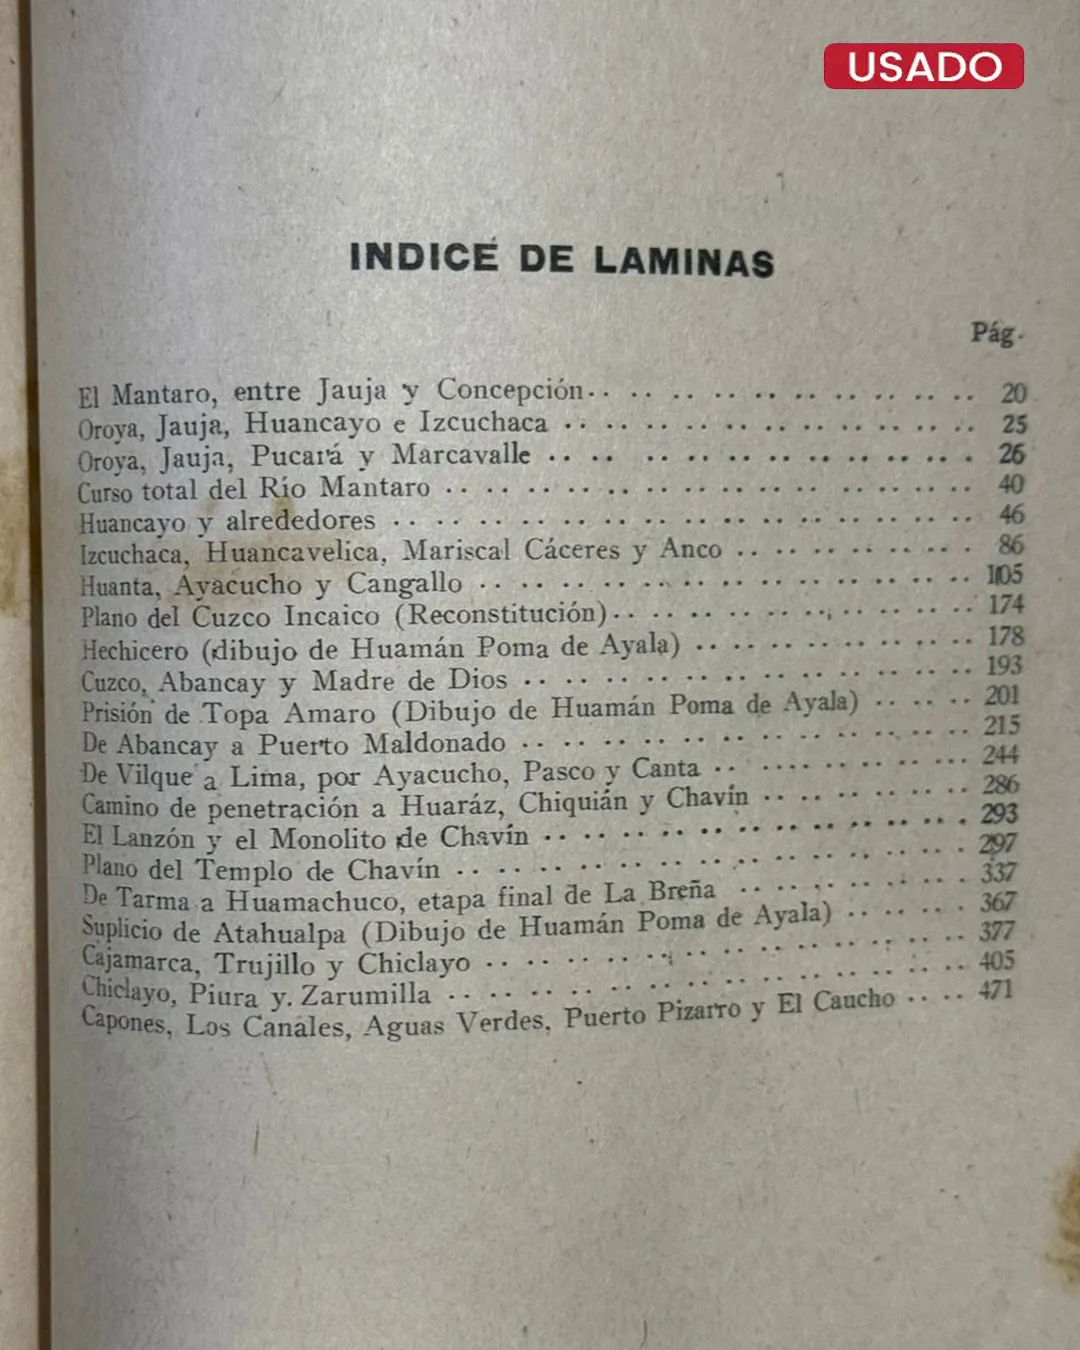 USADO
INDICE DE LAMINAS
Pág.
El Mantaro, entre Jauja y Concepción.. .. .. .. .. .. .. .. .. .. 20
Oroya, Jauja, Huancayo e Izcuchaca .. .. .. .. .. .. .. .. .. .. 25
Oroya, Jauja, Pucará y Marcavalle .. .. .. .. .. .. .. .. .. .. 26
Curso total del Río Mantaro .. .. .. .. .. .. .. .. .. .. .. .. .. 40
Huancayo y alrededores .. .. .. .. .. .. .. .. .. .. .. .. .. .. 46
Izcuchaca, Huancavelica, Mariscal Cáceres y Anco .. .. .. .. .. .. 86
Huanta, Ayacucho y Cangallo .. .. .. .. .. .. .. .. .. .. .. .. 105
Plano del Cuzco Incaico (Reconstitución).. .. .. .. .. .. .. .. .. 174
Hechicero (dibujo de Huamán Poma de Ayala) .. .. .. .. .. .. .. 178
Cuzco, Abancay y Madre de Dios .. .. .. .. .. .. .. .. .. .. .. 193
Prisión de Topa Amaro (Dibujo de Huamán Poma de Ayala) .. .. .. 201
De Abancay a Puerto Maldonado .. .. .. .. .. .. .. .. .. .. .. 215
De Vilque a Lima, por Ayacucho, Pasco y Canta .. .. .. .. .. .. 244
Camino de penetración a Huaráz, Chiquián y Chavín .. .. .. .. .. 286
El Lanzón y el Monolito de Chavín .. .. .. .. .. .. .. .. .. .. 293
Plano del Templo de Chavín .. .. .. .. .. .. .. .. .. .. .. .. 297
De Tarma a Huamachuco, etapa final de La Breña .. .. .. .. .. .. 337
Suplicio de Atahualpa (Dibujo de Huamán Poma de Ayala) .. .. .. 367
Cajamarca, Trujillo y Chiclayo .. .. .. .. .. .. .. .. .. .. .. 377
Chiclayo, Piura y. Zarumilla .. .. .. .. .. .. .. .. .. .. .. .. 405
Capones, Los Canales, Aguas Verdes, Puerto Pizarro y El Caucho .. .. 471